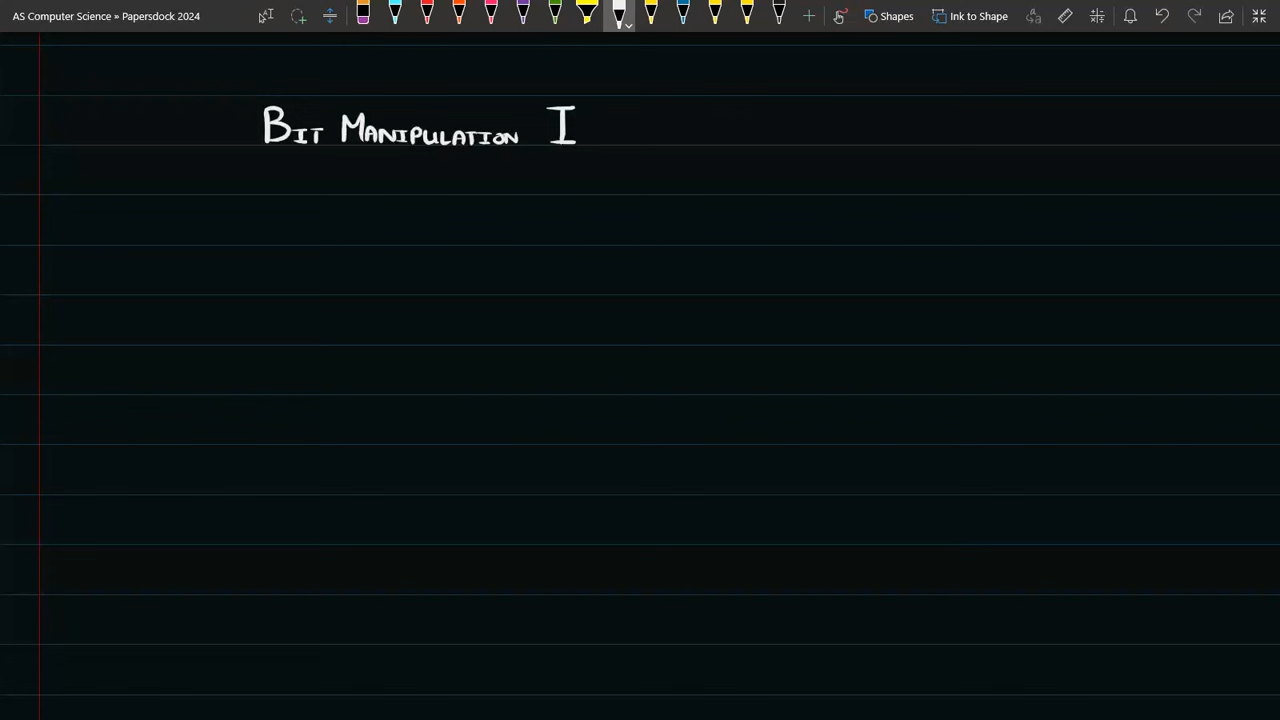 AS Computer Science » Papersdock 2024
Shapes
Ink to Shape
BIT MANIPULATION I